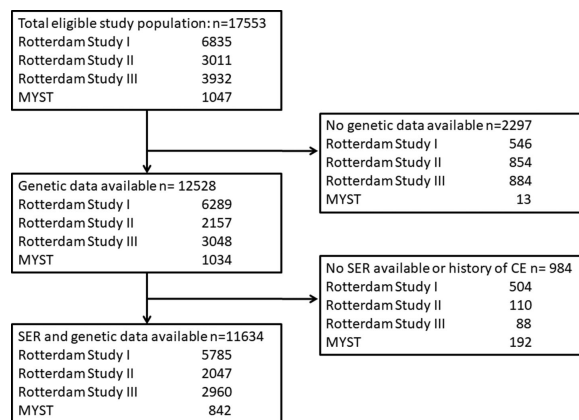 Total eligible study population: n=17553
Rotterdam Study I 6835
Rotterdam Study II 3011
Rotterdam Study III 3932
MYST 1047
No genetic data available n=2297
Rotterdam Study I 546
Rotterdam Study II 854
Rotterdam Study III 884
MYST 13
Genetic data available n= 12528
Rotterdam Study I 6289
Rotterdam Study II 2157
Rotterdam Study III 3048
MYST 1034
No SER available or history of CE n= 984
Rotterdam Study I 504
Rotterdam Study II 110
Rotterdam Study III 88
MYST 192
SER and genetic data available n=11634
Rotterdam Study I 5785
Rotterdam Study II 2047
Rotterdam Study III 2960
MYST 842